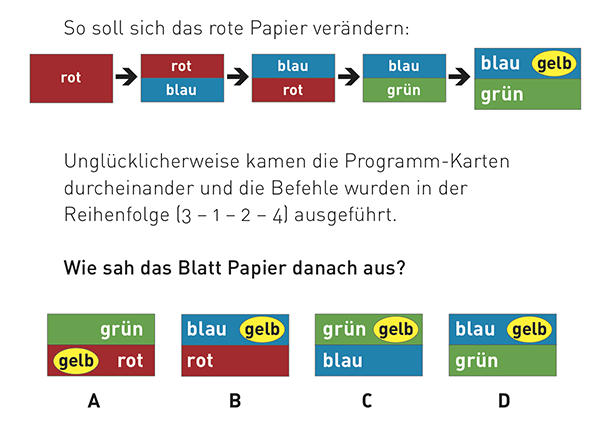 So soll sich das rote Papier verändern:
rot
rot
blau
blau
rot
blau
grün
blau gelb
grün
Unglücklicherweise kamen die Programm-Karten
durcheinander und die Befehle wurden in der
Reihenfolge (3 – 1 – 2 – 4) ausgeführt.
Wie sah das Blatt Papier danach aus?
grün
gelb rot
A
blau gelb
rot
B
grün gelb
blau
C
blau gelb
grün
D